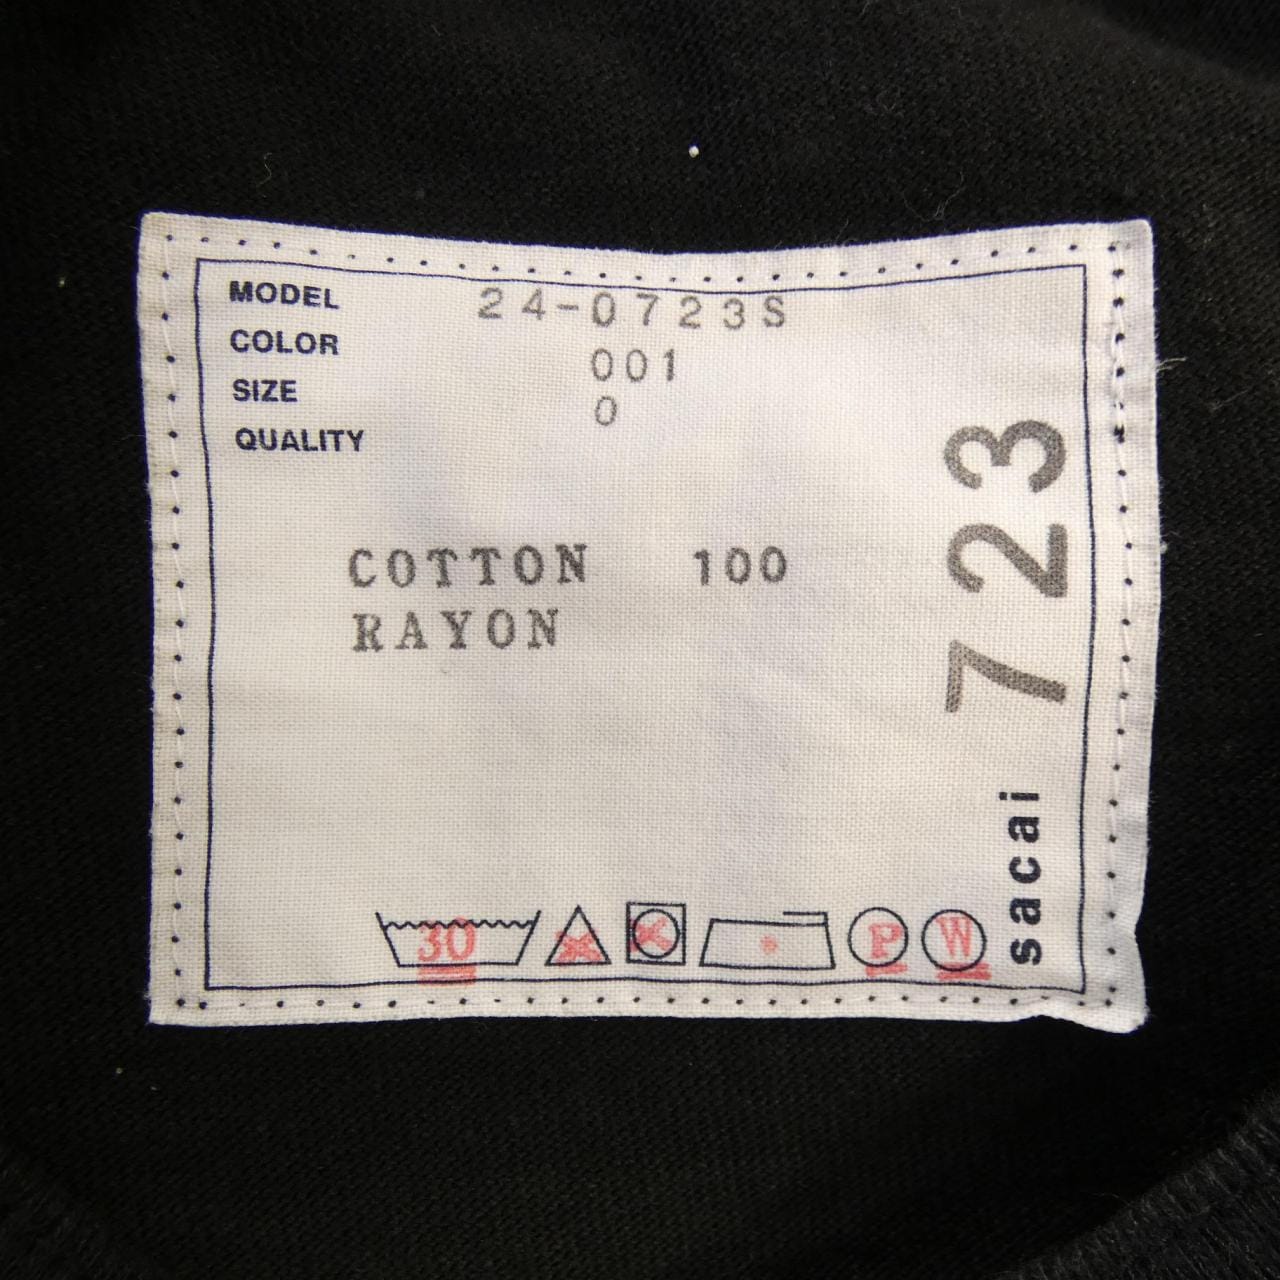 MODEL 24-0723S
COLOR 001
SIZE 0
QUALITY
COTTON 100
RAYON
30
P
W
sacai 723